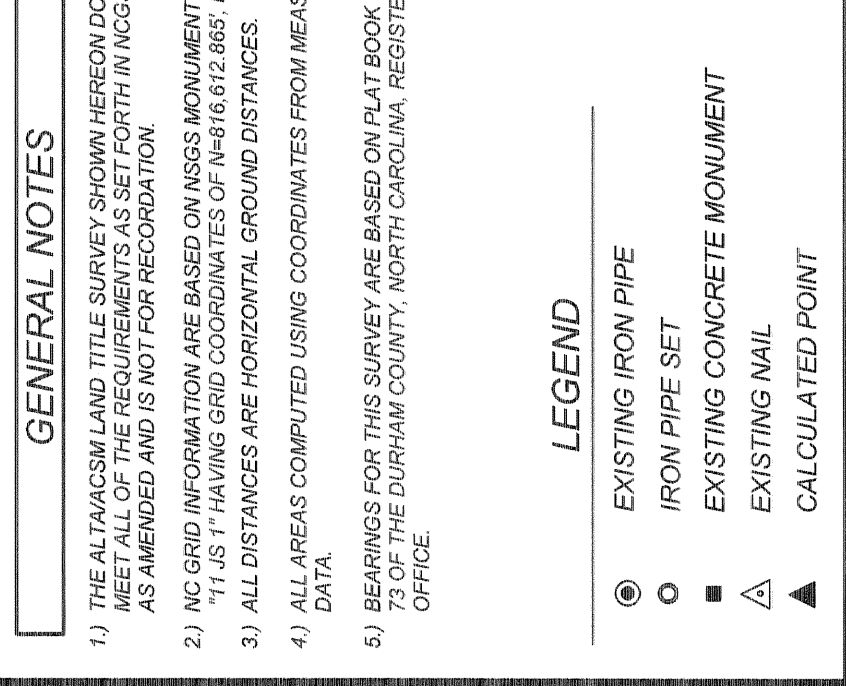 GENERAL NOTES
1.) THE ALTA/ACSM LAND TITLE SURVEY SHOWN HEREON DO
MEET ALL OF THE REQUIREMENTS AS SET FORTH IN NCG
AS AMENDED AND IS NOT FOR RECORDATION.
2.) NC GRID INFORMATION ARE BASED ON NSGS MONUMENT
"11 JS 1" HAVING GRID COORDINATES OF N=816,612.865',
3.) ALL DISTANCES ARE HORIZONTAL GROUND DISTANCES.
4.) ALL AREAS COMPUTED USING COORDINATES FROM MEAS
DATA.
5.) BEARINGS FOR THIS SURVEY ARE BASED ON PLAT BOOK
73 OF THE DURHAM COUNTY, NORTH CAROLINA, REGISTE
OFFICE.
LEGEND
EXISTING IRON PIPE
IRON PIPE SET
EXISTING CONCRETE MONUMENT
EXISTING NAIL
CALCULATED POINT